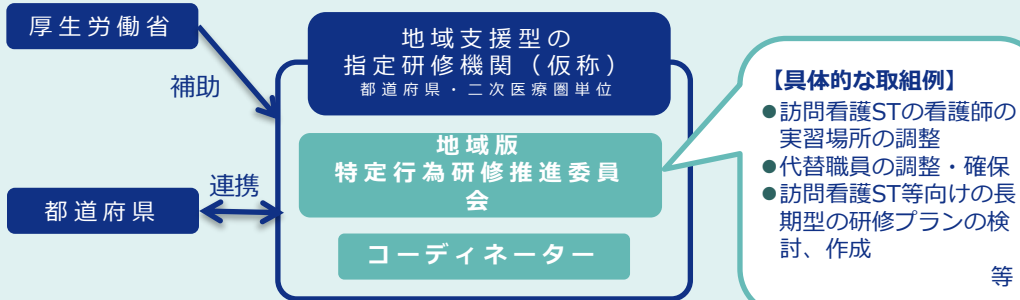 厚生労働省
補助
都道府県
連携
地域支援型の
指定研修機関（仮称）
都道府県・二次医療圏単位
地域版
特定行為研修推進委員
会
コーディネーター
【具体的な取組例】
●訪問看護STの看護師の
実習場所の調整
●代替職員の調整・確保
●訪問看護ST等向けの長
期型の研修プランの検
討、作成
等